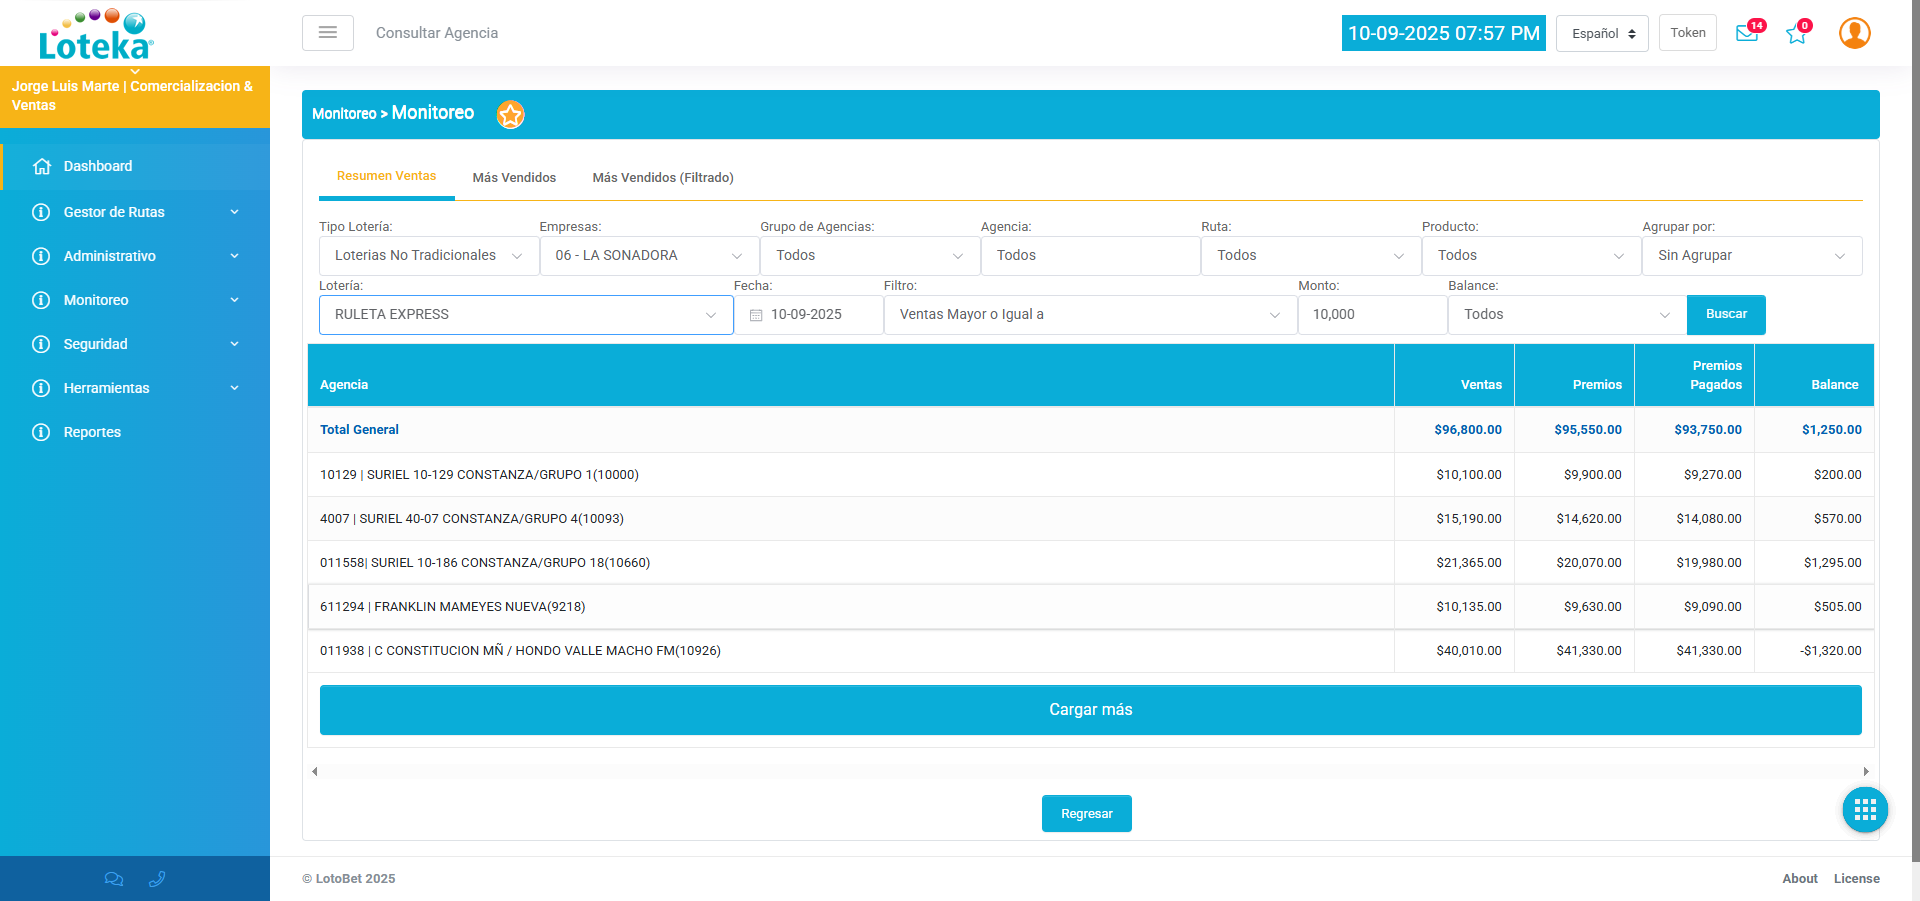 Loteka
Consultar Agencia
10-09-2025 07:57 PM
Español
Token
14
0
Jorge Luis Marte | Comercializacion &
Ventas
Dashboard
Gestor de Rutas
Administrativo
Monitoreo
Seguridad
Herramientas
Reportes
Monitoreo > Monitoreo
Resumen Ventas
Más Vendidos
Más Vendidos (Filtrado)
Tipo Lotería: Empresas: Grupo de Agencias: Agencia: Ruta: Producto: Agrupar por:
Loterias No Tradicionales 06 - LA SONADORA Todos Todos Todos Todos Sin Agrupar
Lotería: Fecha: Filtro: Monto: Balance:
RULETA EXPRESS 10-09-2025 Ventas Mayor o Igual a 10,000 Todos Buscar
Agencia Ventas Premios Premios Pagados Balance
Total General $96,800.00 $95,550.00 $93,750.00 $1,250.00
10129 | SURIEL 10-129 CONSTANZA/GRUPO 1(10000) $10,100.00 $9,900.00 $9,270.00 $200.00
4007 | SURIEL 40-07 CONSTANZA/GRUPO 4(10093) $15,190.00 $14,620.00 $14,080.00 $570.00
011558| SURIEL 10-186 CONSTANZA/GRUPO 18(10660) $21,365.00 $20,070.00 $19,980.00 $1,295.00
611294 | FRANKLIN MAMEYES NUEVA(9218) $10,135.00 $9,630.00 $9,090.00 $505.00
011938 | C CONSTITUCION MÑ / HONDO VALLE MACHO FM(10926) $40,010.00 $41,330.00 $41,330.00 -$1,320.00
Cargar más
Regresar
© LotoBet 2025
About License